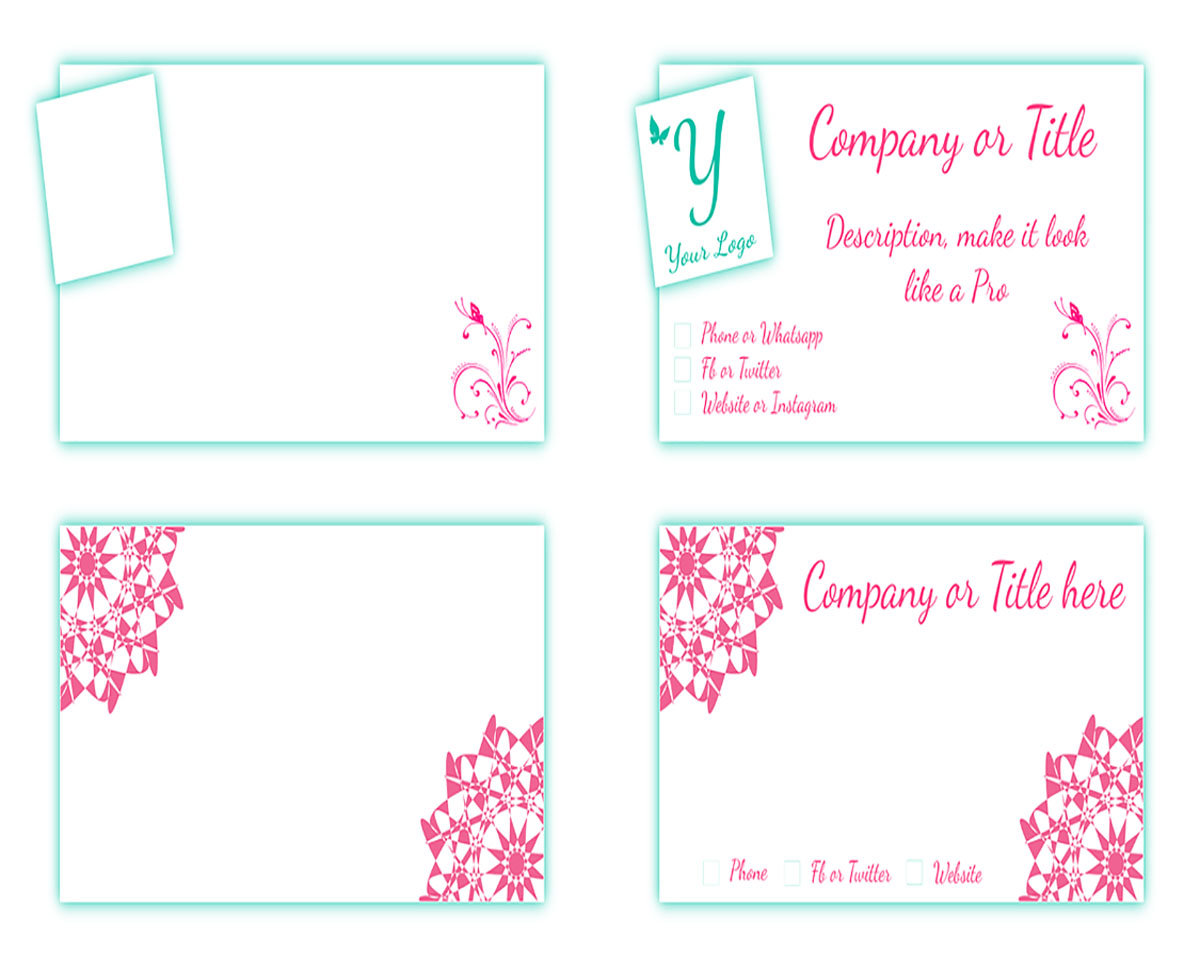 Y
Your Logo
Company or Title
Description, make it look
like a Pro
Phone or Whatsapp
Fb or Twitter
Website or Instagram
Company or Title here
Phone
Fb or Twitter
Website